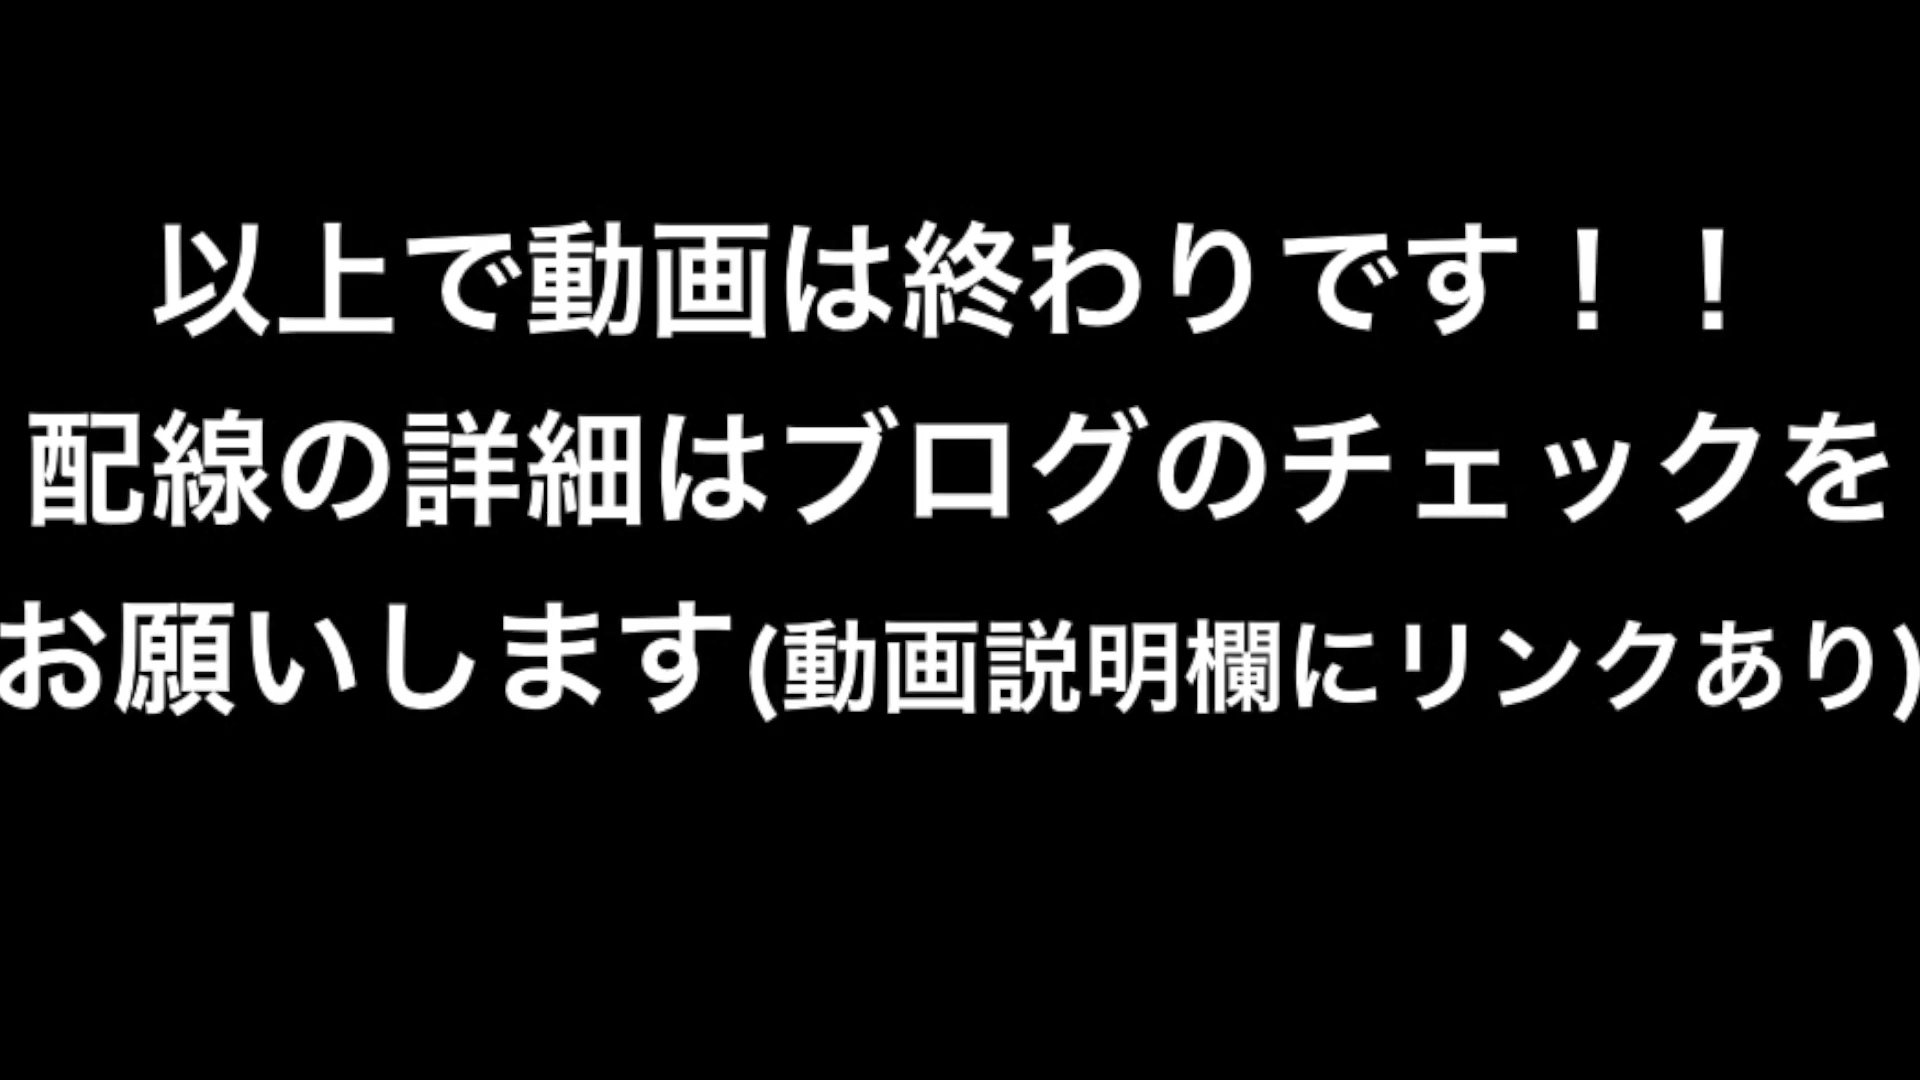 以上で動画は終わりです！！
配線の詳細はブログのチェックを
お願いします(動画説明欄にリンクあり)